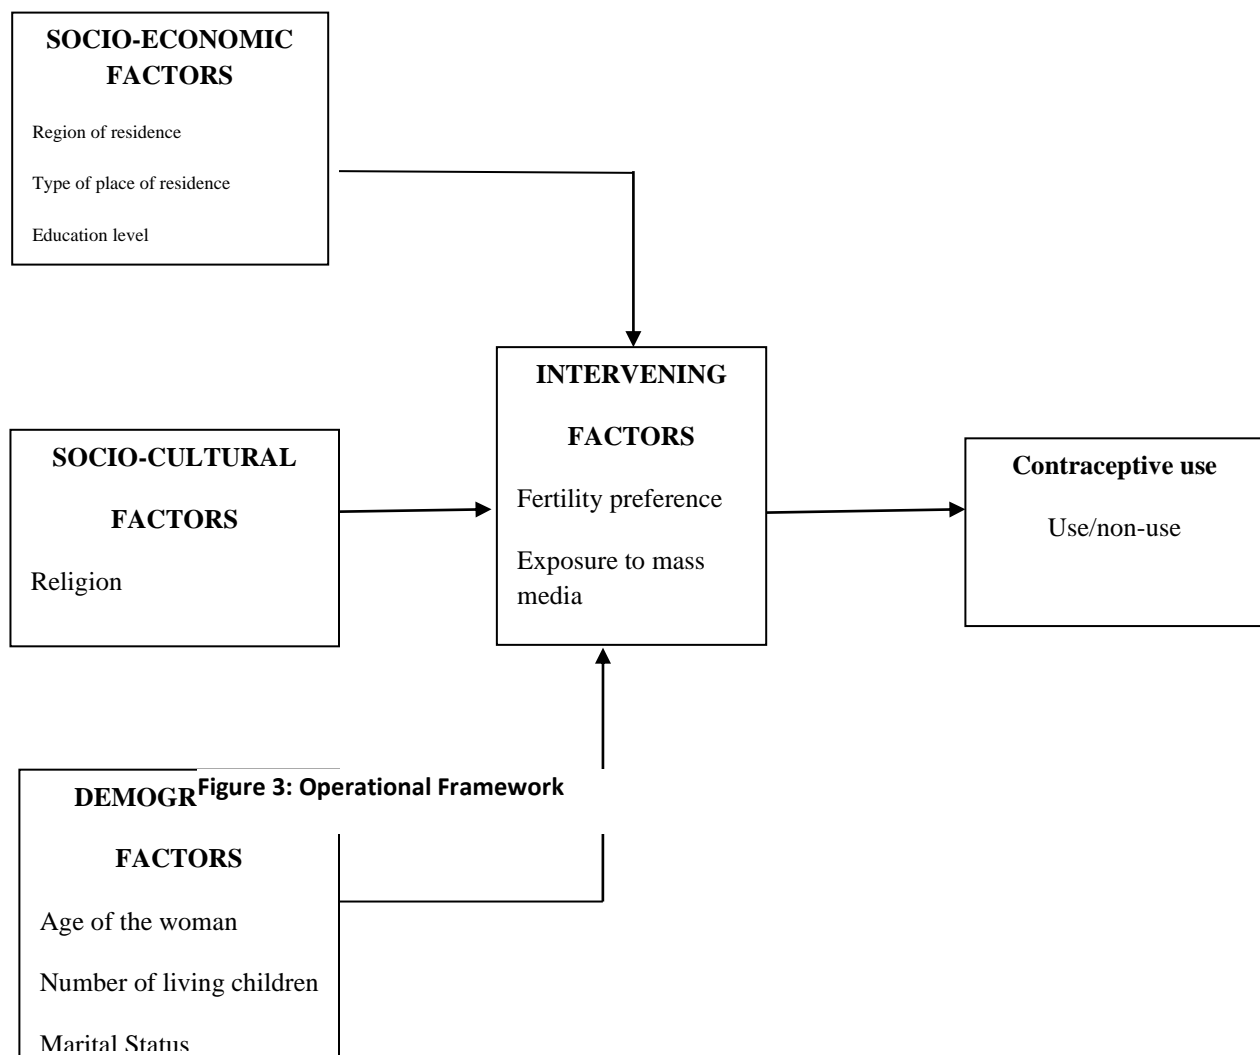 SOCIO-ECONOMIC
FACTORS
Region of residence
Type of place of residence
Education level
INTERVENING
FACTORS
Fertility preference
Exposure to mass
media
SOCIO-CULTURAL
FACTORS
Religion
Contraceptive use
Use/non-use
DEMOGR
Figure 3: Operational Framework
FACTORS
Age of the woman
Number of living children
Marital Status